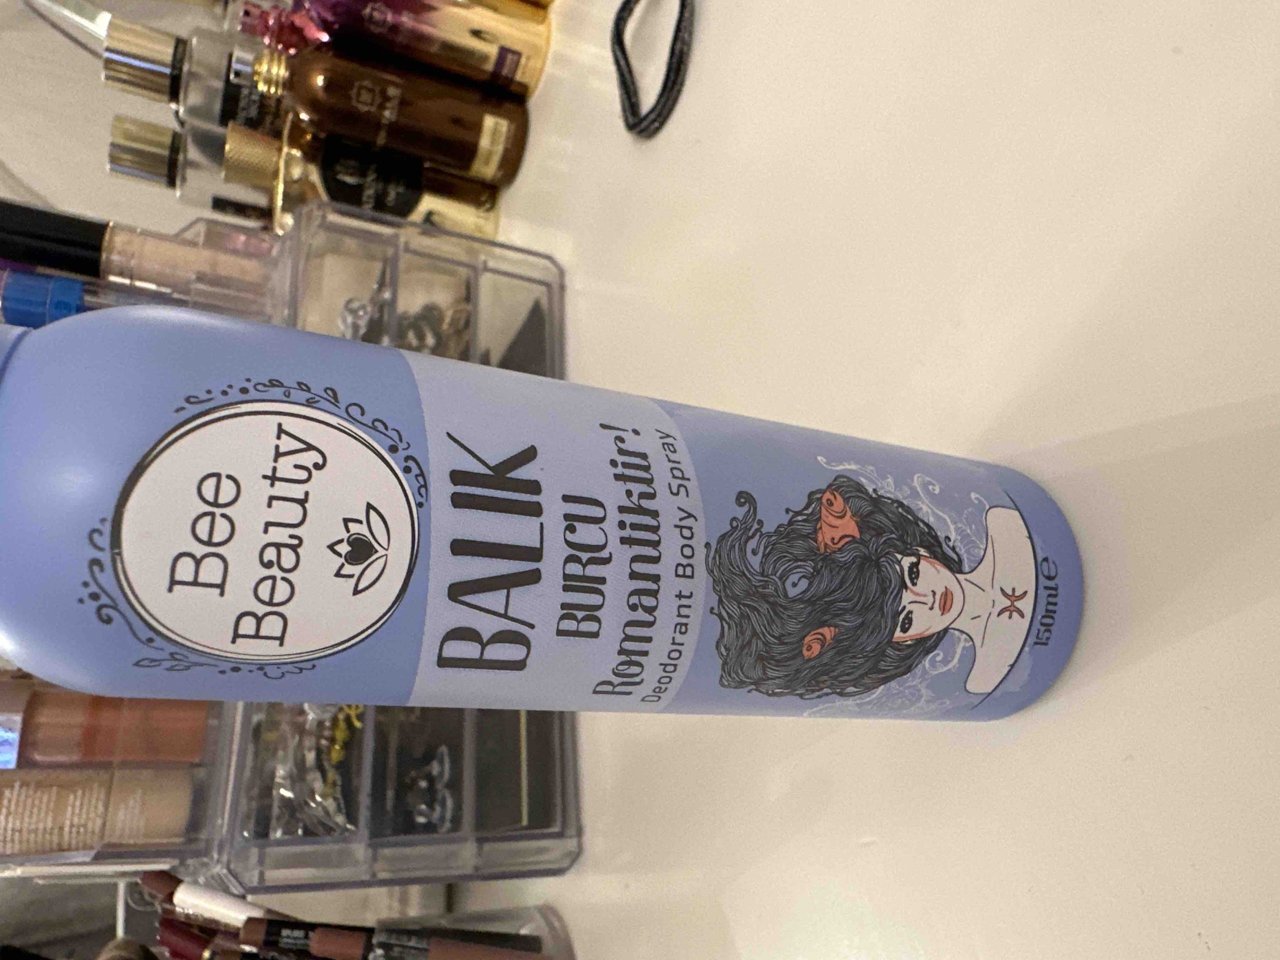 Bee
Beauty
BALIK
BURCU
Romantiktir!
Deodorant Body Spray
150ml℮